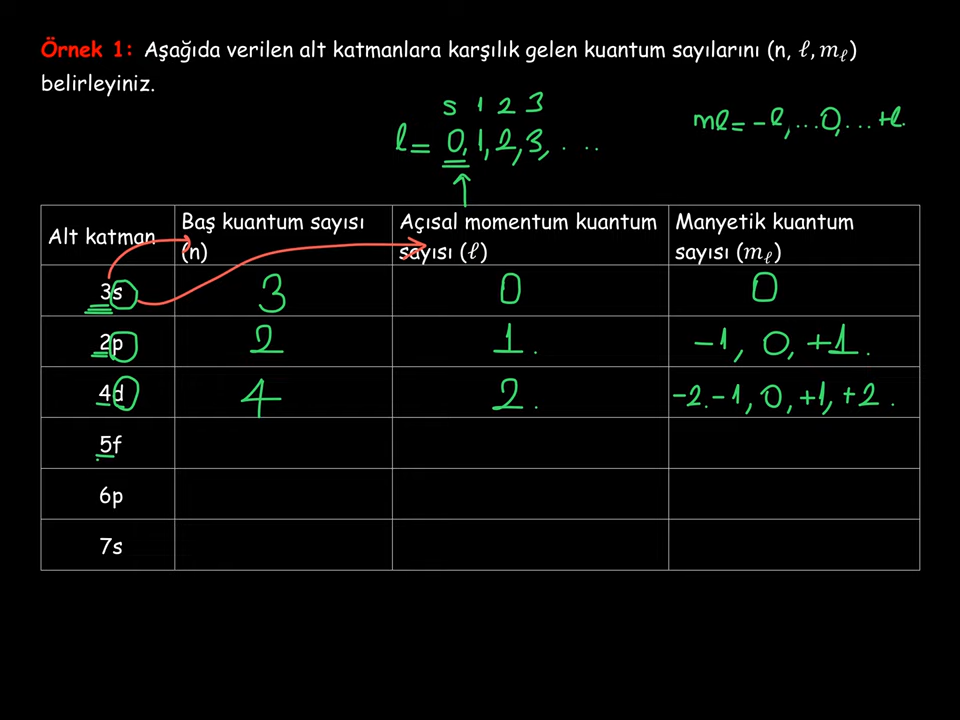 Örnek 1: Aşağıda verilen alt katmanlara karşılık gelen kuantum sayılarını (n, ℓ, mℓ)
belirleyiniz.
s 1 2 3
l = 0, 1, 2, 3, ....
ml = -l, ...0, ... +l.
Alt katman
Baş kuantum sayısı
(n)
Açısal momentum kuantum
sayısı (ℓ)
Manyetik kuantum
sayısı (mℓ)
3s 3 0 0
2p 2 1. -1, 0, +1.
4d 4 2. -2. -1, 0, +1, +2.
5f
6p
7s